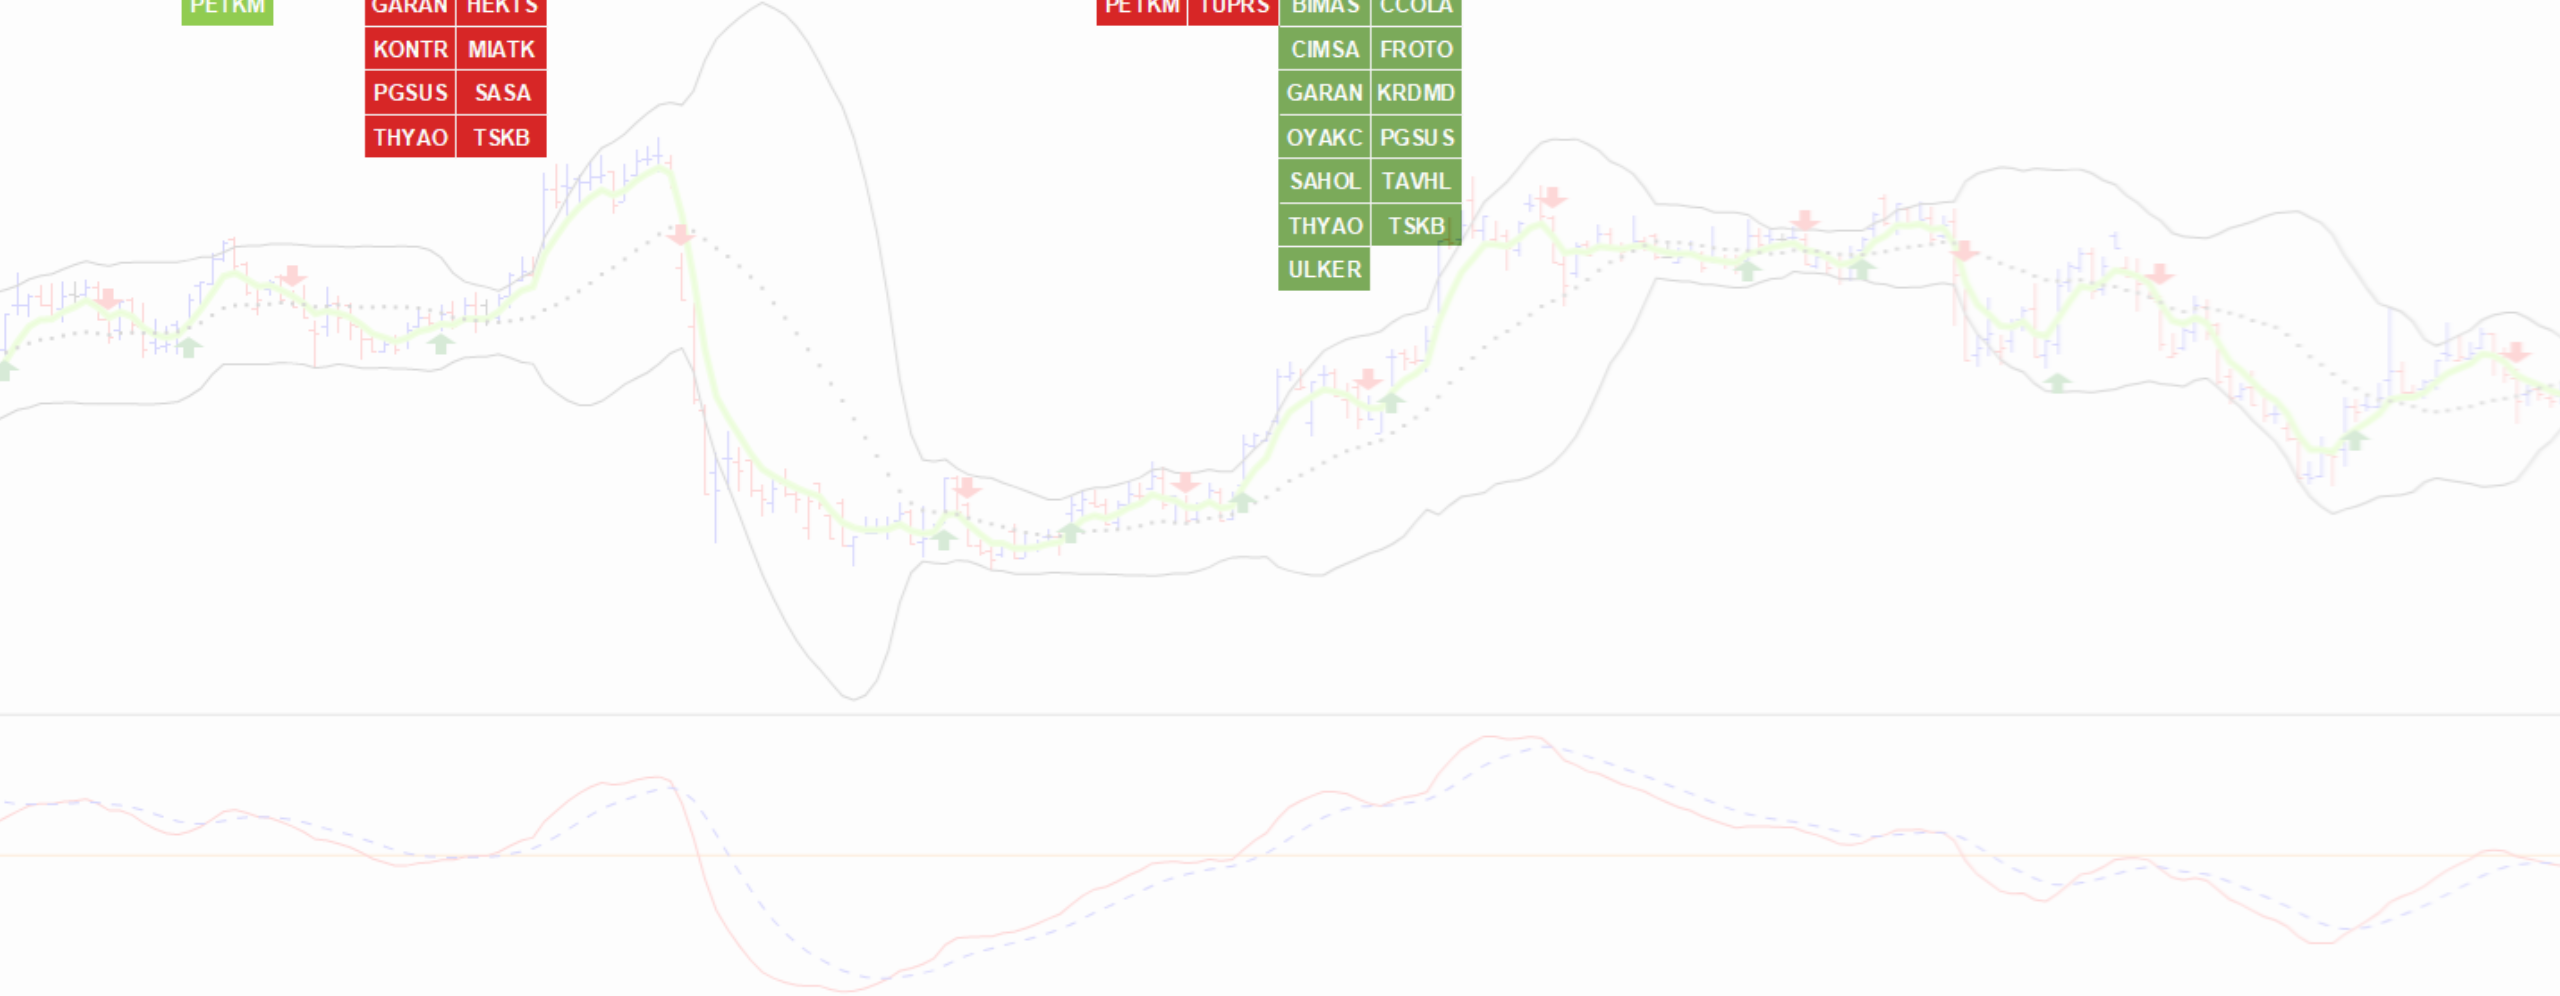 PETKM
GARAN HEKTS
KONTR MIATK
PGSUS SASA
THYAO TSKB
PETKM TUPRS BIMAS CCOLA
CIMSA FROTO
GARAN KRDMD
OYAKC PGSUS
SAHOL TAVHL
THYAO TSKB
ULKER